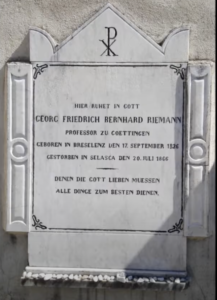 HIER RUHET IN GOTT
GEORG FRIEDRICH BERNHARD RIEMANN
PROFESSOR ZU GOETTINGEN
GEBOREN IN BRESELENZ DEN 17. SEPTEMBER 1826
GESTORBEN IN SELASCA DEN 20. JULI 1866
DENEN DIE GOTT LIEBEN MUESSEN
ALLE DINGE ZUM BESTEN DIENEN.